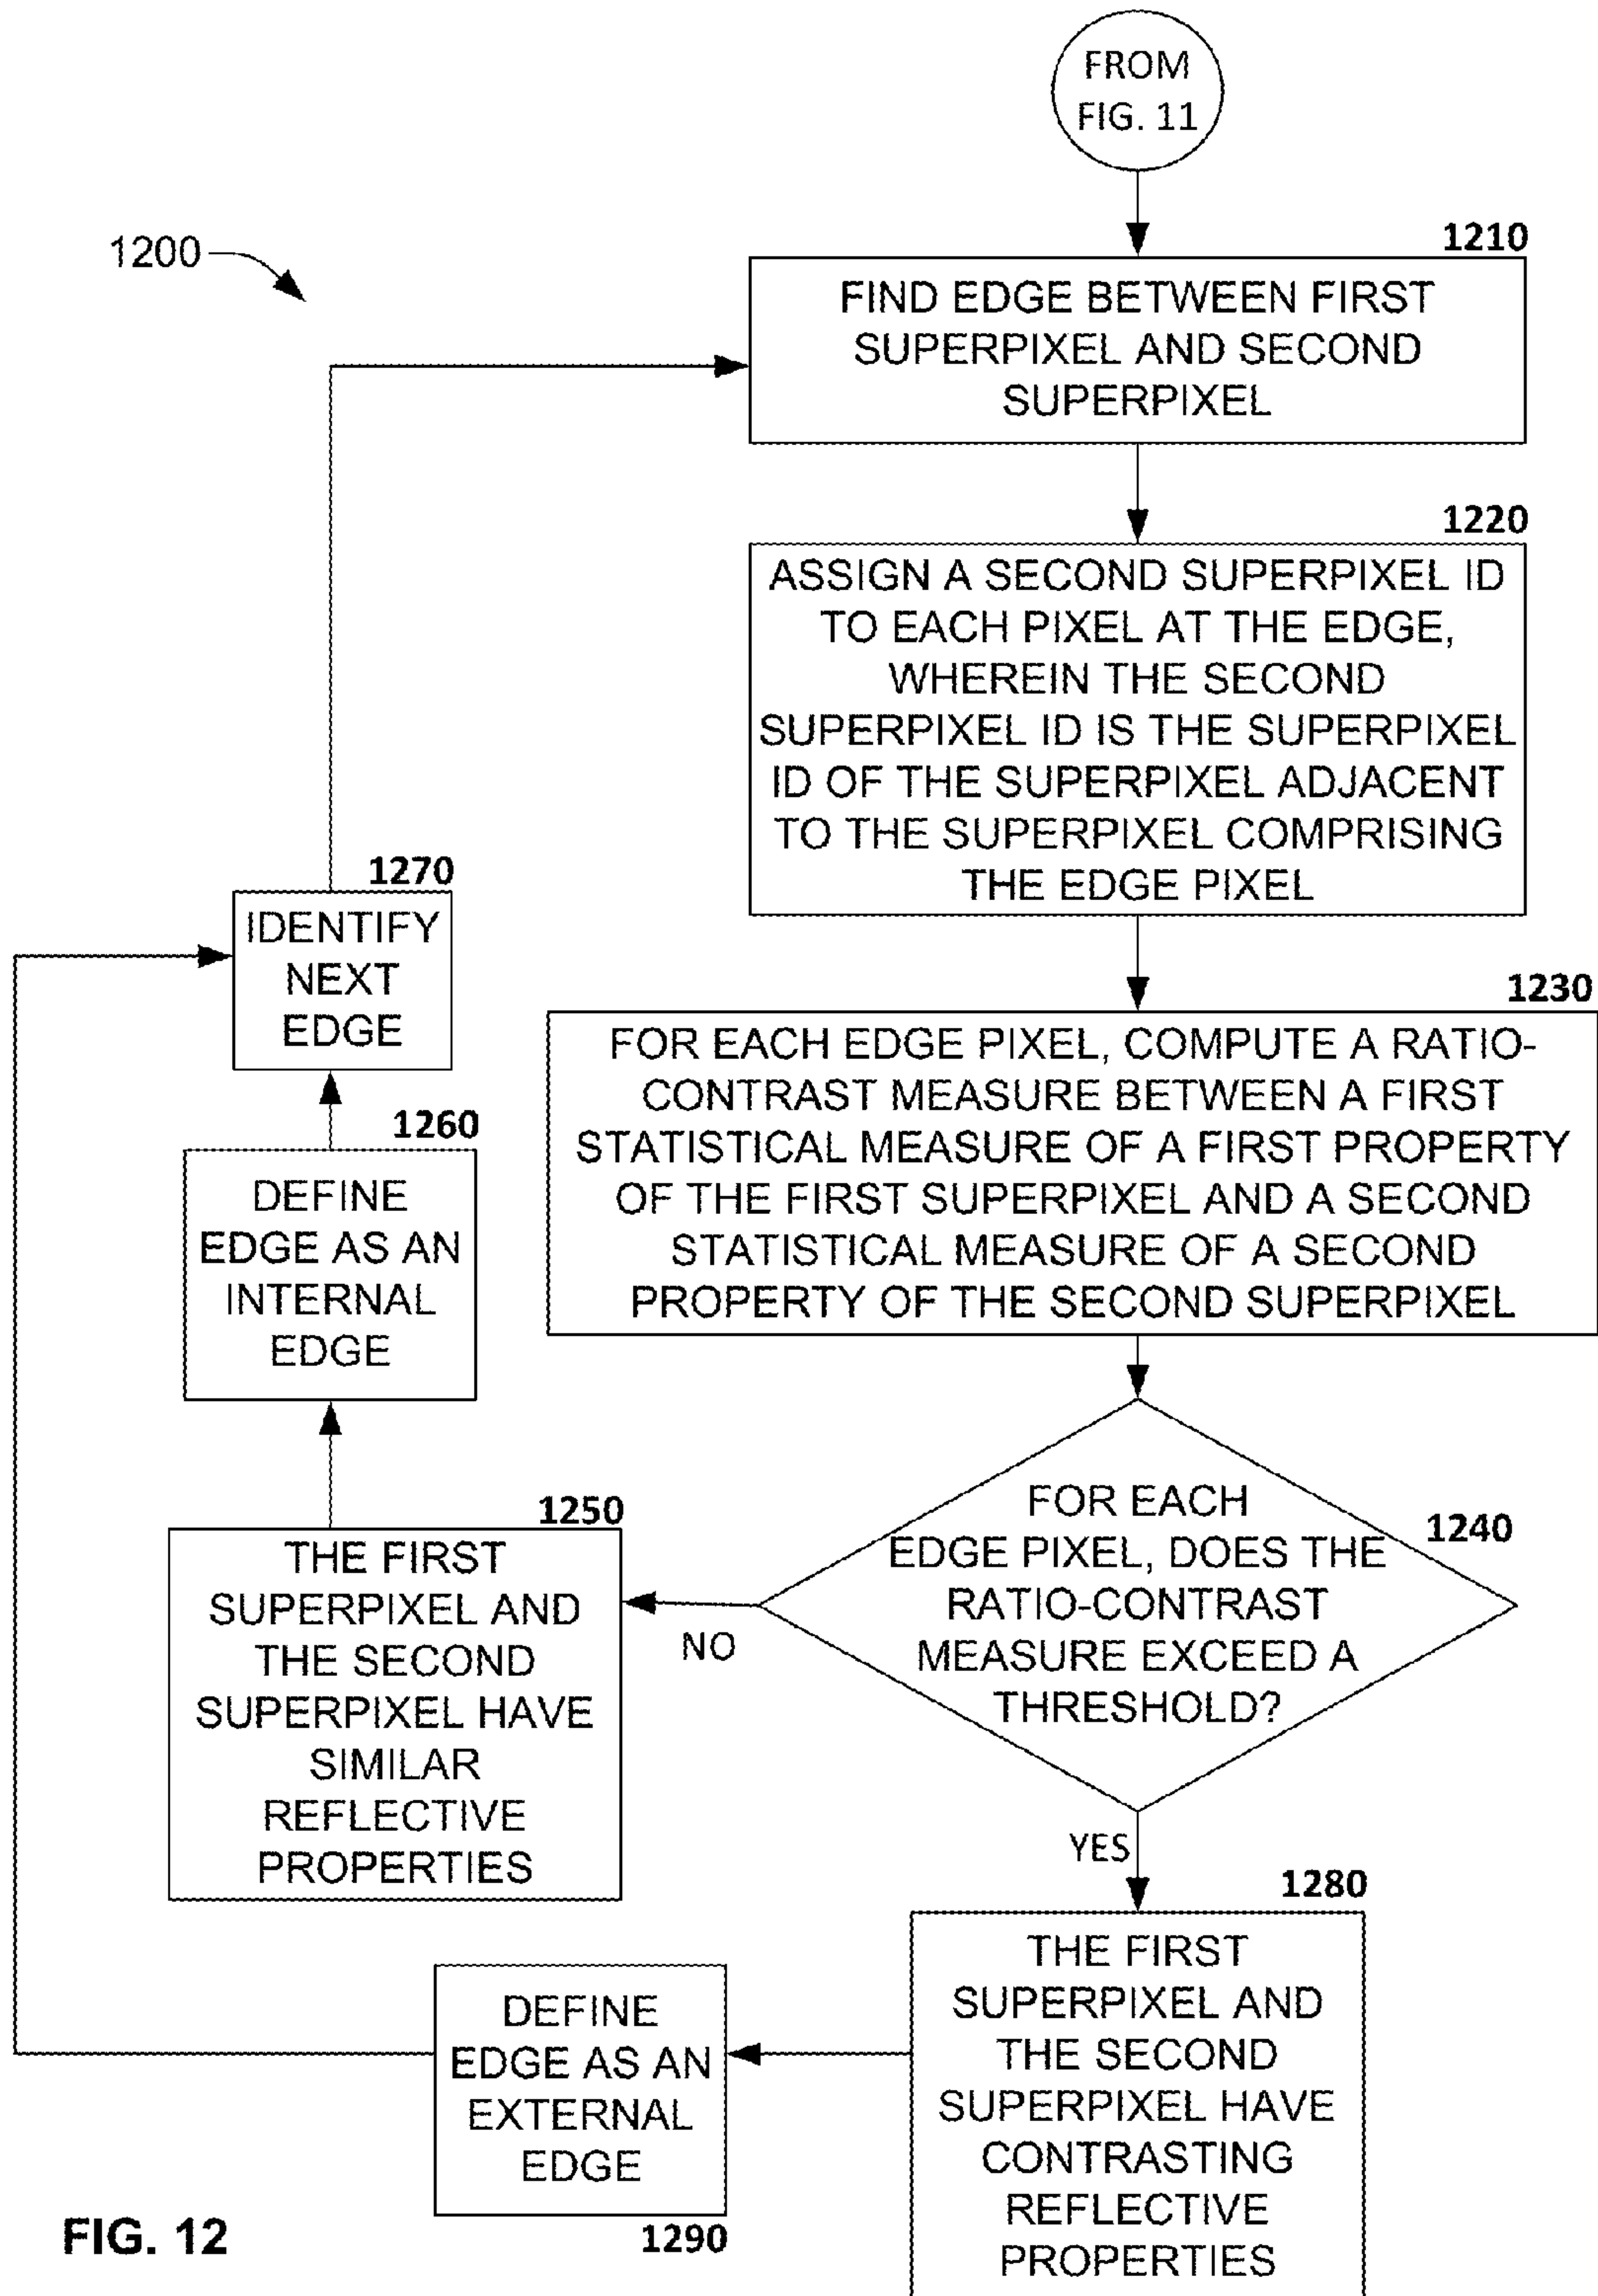 FROM
FIG. 11
1200
1210
FIND EDGE BETWEEN FIRST
SUPERPIXEL AND SECOND
SUPERPIXEL
1220
ASSIGN A SECOND SUPERPIXEL ID
TO EACH PIXEL AT THE EDGE,
WHEREIN THE SECOND
SUPERPIXEL ID IS THE SUPERPIXEL
ID OF THE SUPERPIXEL ADJACENT
TO THE SUPERPIXEL COMPRISING
THE EDGE PIXEL
1230
FOR EACH EDGE PIXEL, COMPUTE A RATIO-
CONTRAST MEASURE BETWEEN A FIRST
STATISTICAL MEASURE OF A FIRST PROPERTY
OF THE FIRST SUPERPIXEL AND A SECOND
STATISTICAL MEASURE OF A SECOND
PROPERTY OF THE SECOND SUPERPIXEL
1240
FOR EACH
EDGE PIXEL, DOES THE
RATIO-CONTRAST
MEASURE EXCEED A
THRESHOLD?
NO
1250
THE FIRST
SUPERPIXEL AND
THE SECOND
SUPERPIXEL HAVE
SIMILAR
REFLECTIVE
PROPERTIES
1260
DEFINE
EDGE AS AN
INTERNAL
EDGE
1270
IDENTIFY
NEXT
EDGE
YES
1280
THE FIRST
SUPERPIXEL AND
THE SECOND
SUPERPIXEL HAVE
CONTRASTING
REFLECTIVE
PROPERTIES
DEFINE
EDGE AS AN
EXTERNAL
EDGE
1290
FIG. 12